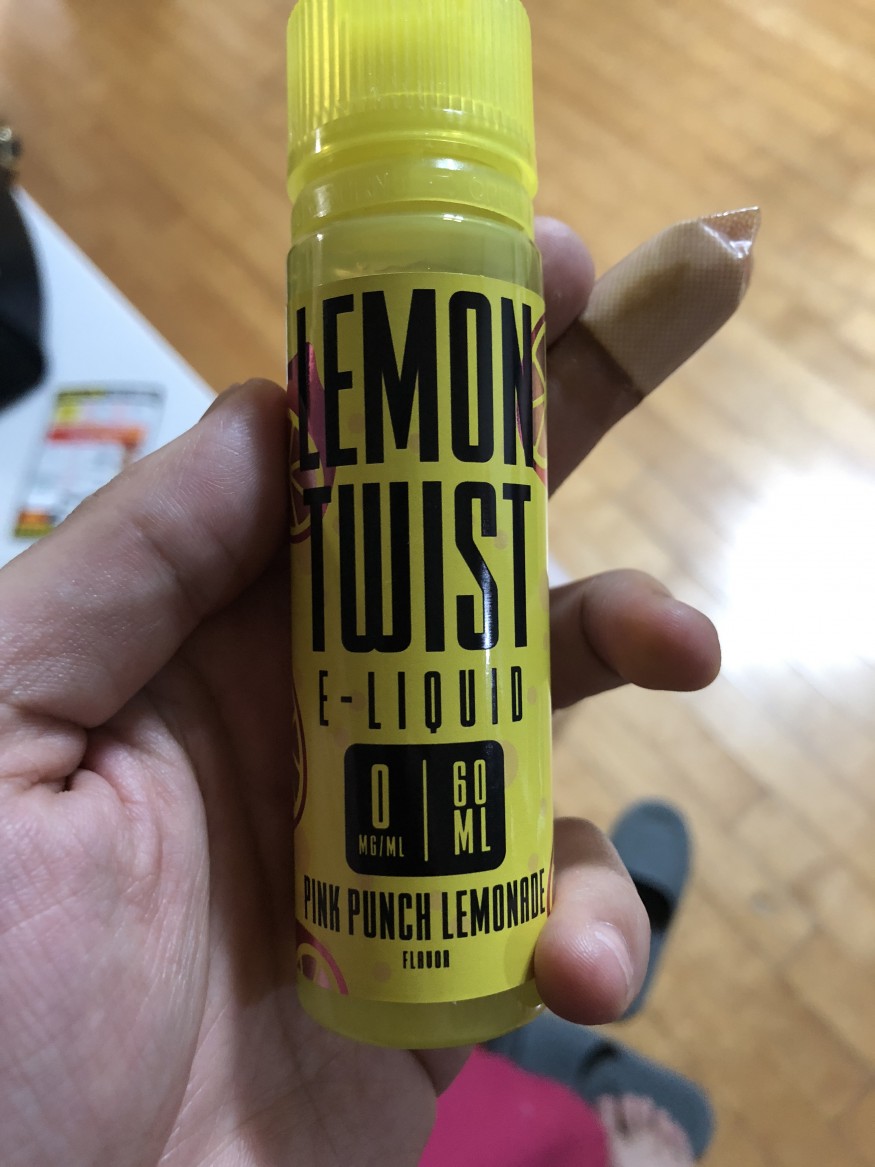 LEMON
TWIST
E-LIQUID
0 MG/ML | 60 ML
PINK PUNCH LEMONADE
FLAVOR